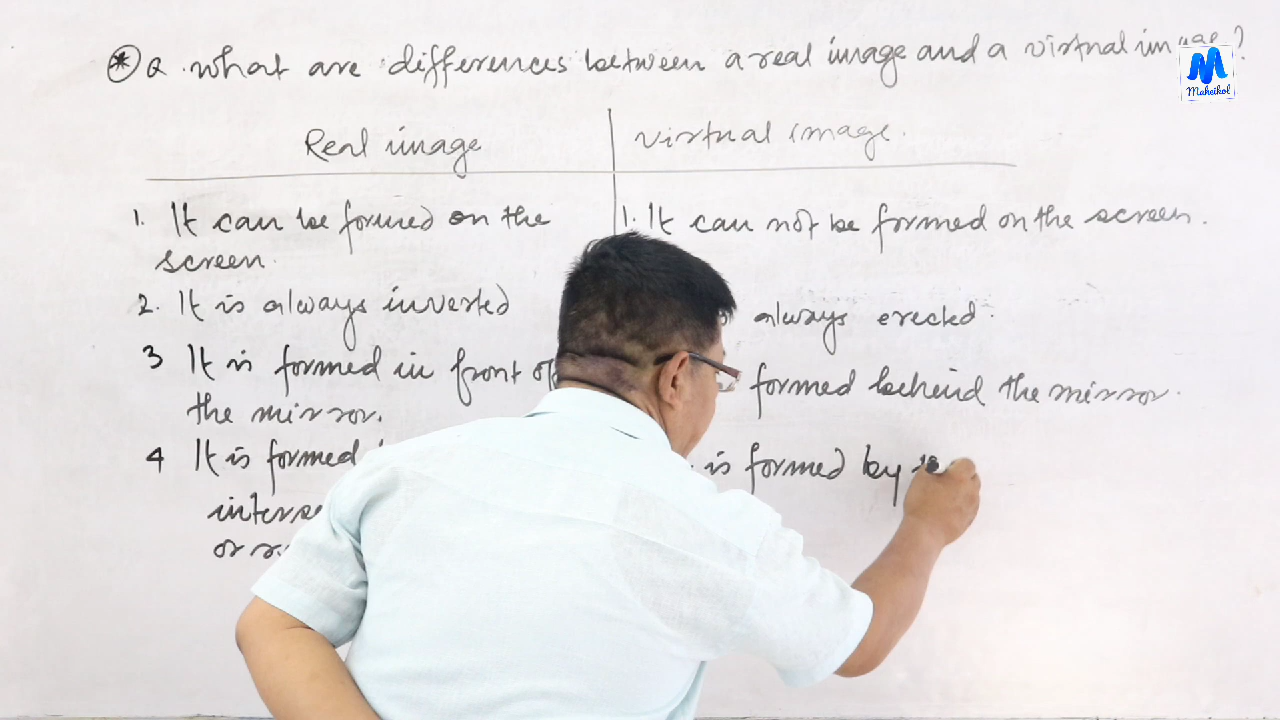 * Q. What are differences between a real image and a virtual image?
Maheikol
Real image
Virtual image.
1. It can be formed on the
screen.
1. It can not be formed on the screen.
2. It is always inverted
always erected.
3 It is formed in front of
the mirror.
formed behind the mirror.
4 It is formed
is formed by
or